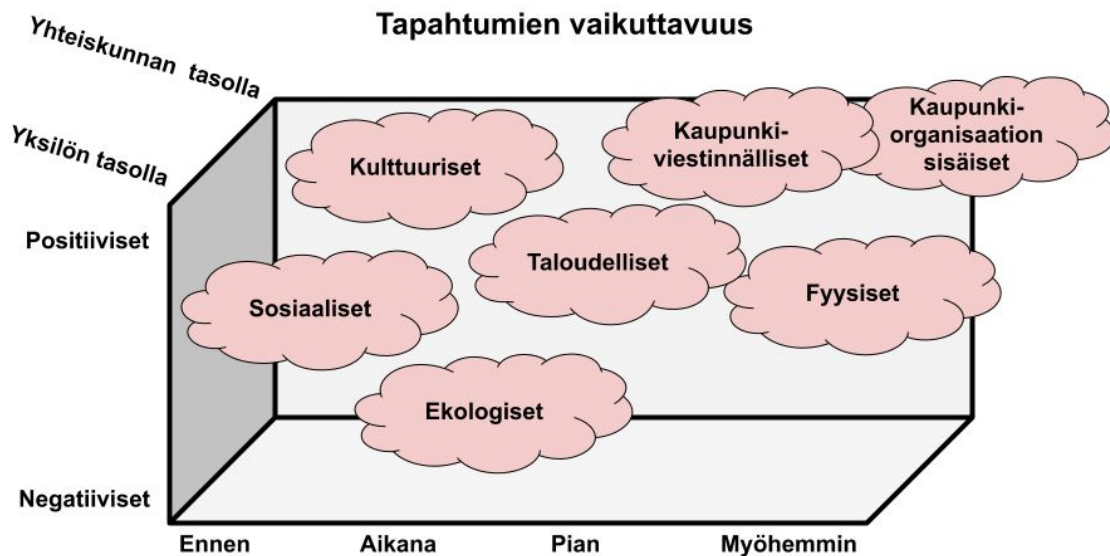 Tapahtumien vaikuttavuus
Yhteiskunnan tasolla
Yksilön tasolla
Kulttuuriset
Kaupunki-
viestinnälliset
Kaupunki-
organisaation
sisäiset
Positiiviset
Taloudelliset
Sosiaaliset
Fyysiset
Ekologiset
Negatiiviset
Ennen Aikana Pian Myöhemmin